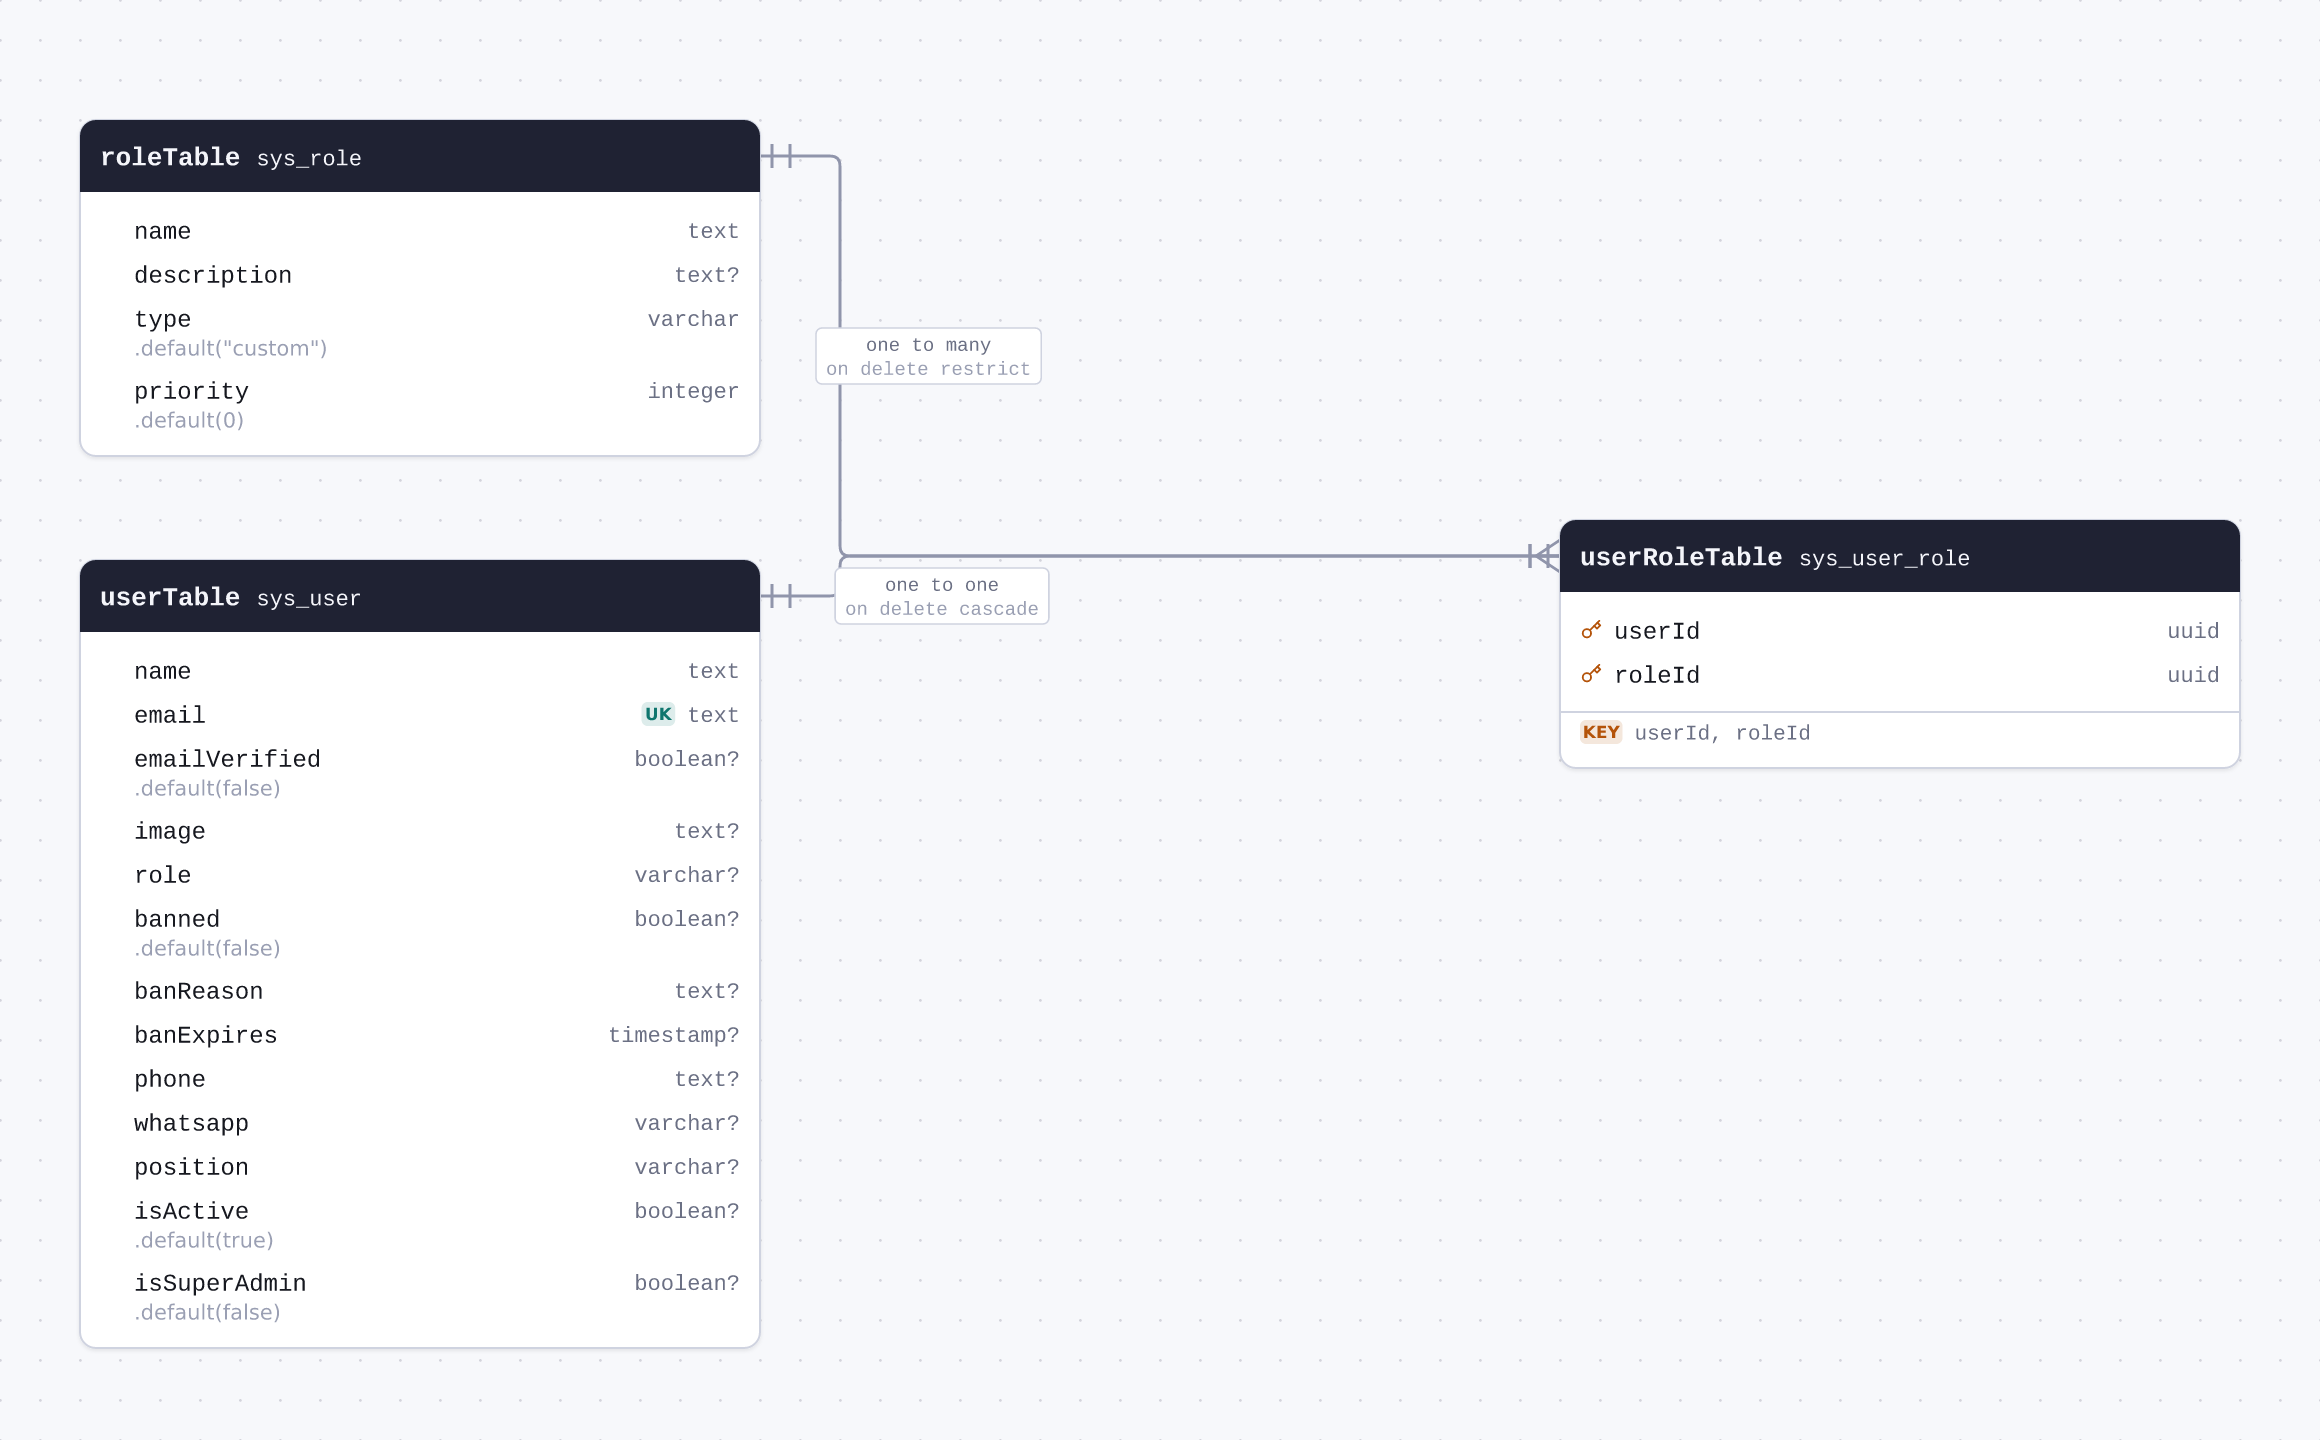 roleTable sys_role
name text
description text?
type varchar
.default("custom")
priority integer
.default(0)
one to many
on delete restrict
userTable sys_user
name text
email UK text
emailVerified boolean?
.default(false)
image text?
role varchar?
banned boolean?
.default(false)
banReason text?
banExpires timestamp?
phone text?
whatsapp varchar?
position varchar?
isActive boolean?
.default(true)
isSuperAdmin boolean?
.default(false)
one to one
on delete cascade
userRoleTable sys_user_role
userId uuid
roleId uuid
KEY userId, roleId